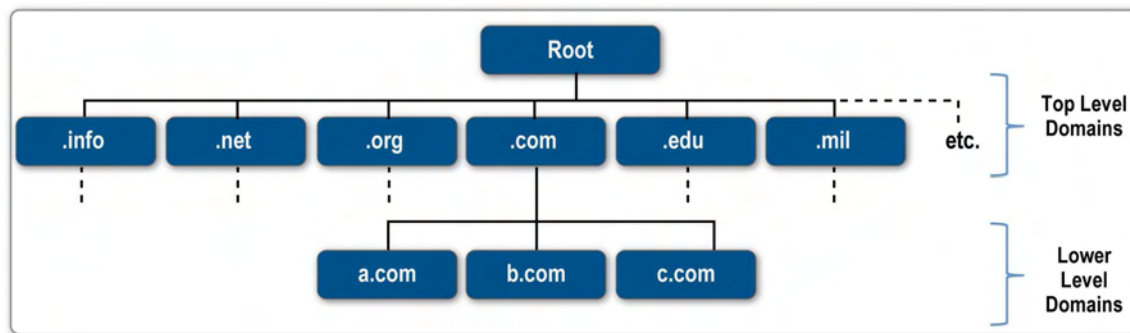 Root
Top Level
Domains
.info
.net
.org
.com
.edu
.mil
etc.
a.com
b.com
c.com
Lower
Level
Domains